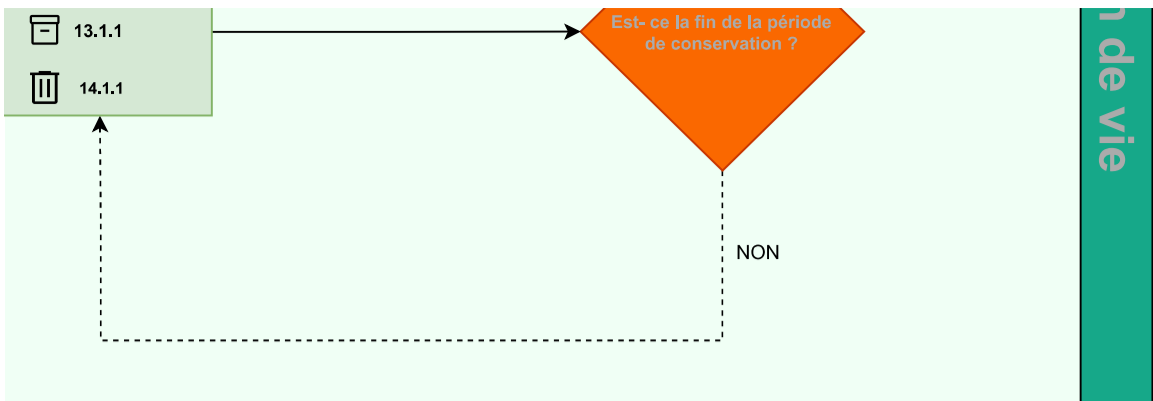 13.1.1
14.1.1
Est- ce la fin de la période
de conservation ?
NON
de vie